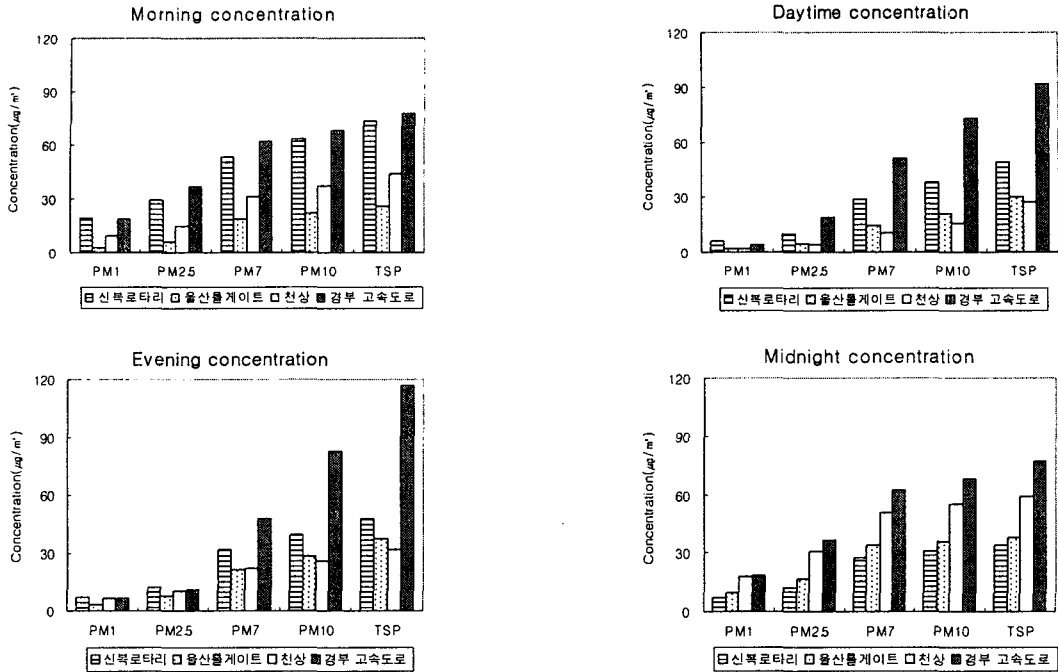 Morning concentration
Concentration(㎍/㎥)
120
90
60
30
0
PM1 PM2.5 PM7 PM10 TSP
신복로타리 울산톨게이트 천상 경부 고속도로
Daytime concentration
Concentration(㎍/㎥)
120
90
60
30
0
PM1 PM2.5 PM7 PM10 TSP
신복로타리 울산톨게이트 천상 경부 고속도로
Evening concentration
Concentration(㎍/㎥)
120
90
60
30
0
PM1 PM2.5 PM7 PM10 TSP
신복로타리 울산톨게이트 천상 경부 고속도로
Midnight concentration
Concentration(㎍/㎥)
120
90
60
30
0
PM1 PM2.5 PM7 PM10 TSP
신복로타리 울산톨게이트 천상 경부 고속도로